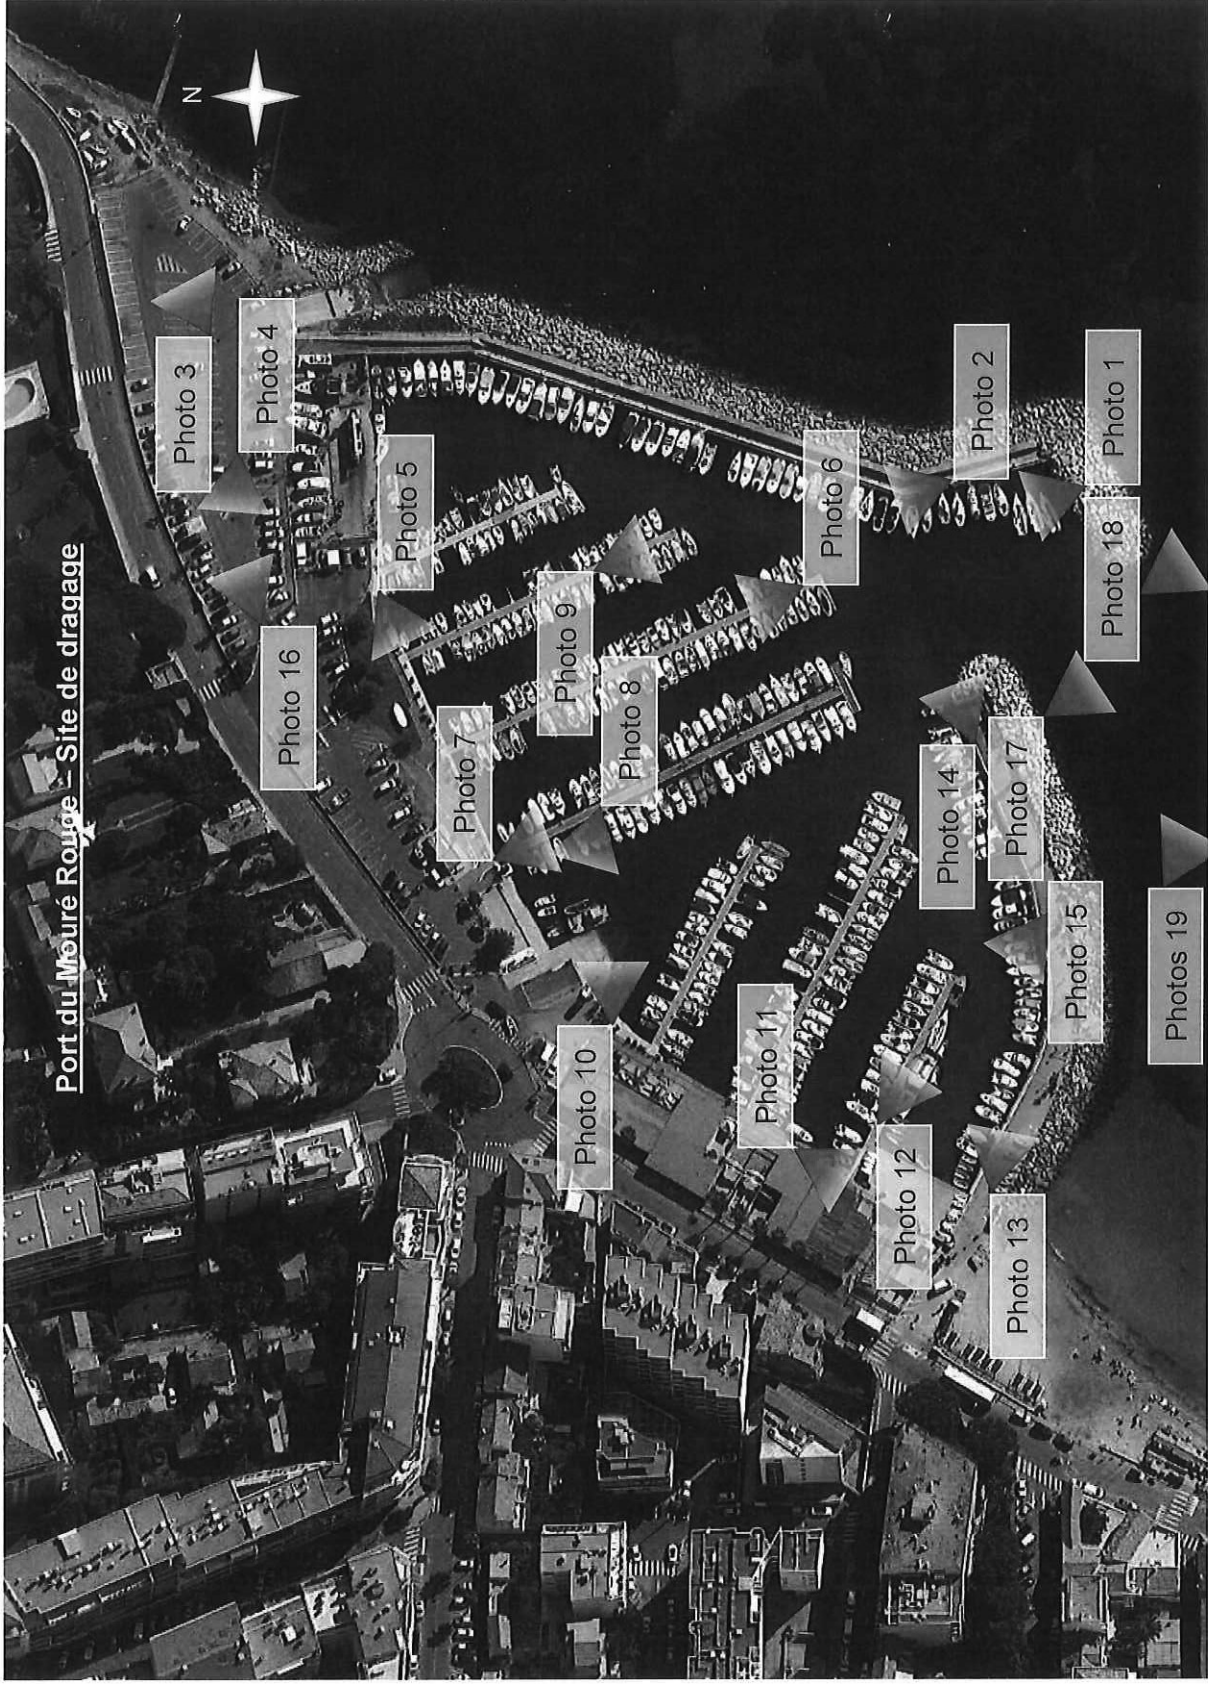 Port du Mouré Rouge – Site de dragage
N
Photo 3
Photo 4
Photo 16
Photo 5
Photo 7
Photo 9
Photo 8
Photo 6
Photo 2
Photo 1
Photo 18
Photo 10
Photo 11
Photo 14
Photo 17
Photo 12
Photo 15
Photo 13
Photos 19